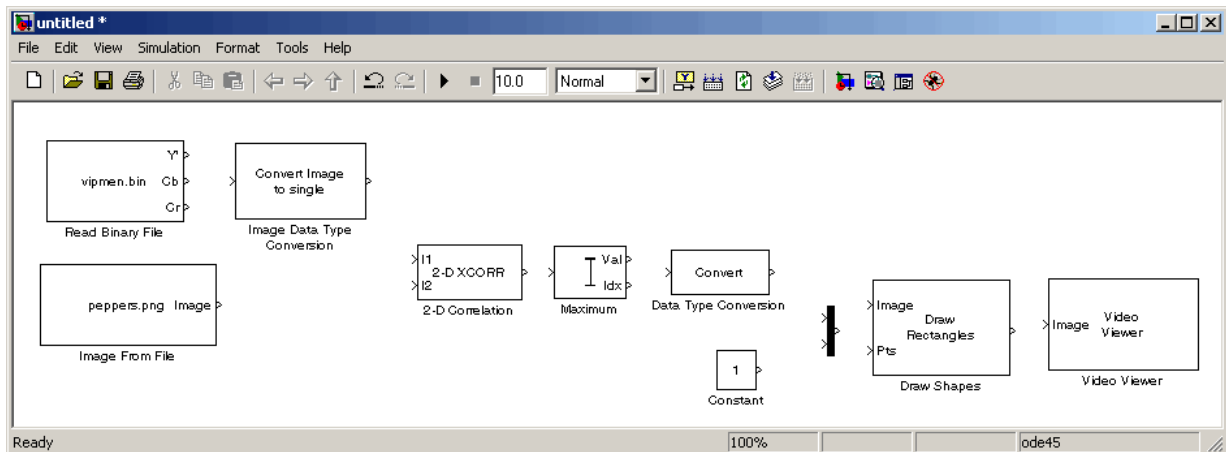 untitled *
File Edit View Simulation Format Tools Help
10.0 Normal
Y'
vipmen.bin Cb
Cr
Read Binary File
Convert Image
to single
Image Data Type
Conversion
peppers.png Image
Image From File
I1
2-D XCORR
I2
2-D Correlation
Val
Idx
Maximum
Convert
Data Type Conversion
1
Constant
Image
Draw
Rectangles
Pts
Draw Shapes
Image
Video
Viewer
Video Viewer
Ready 100% ode45